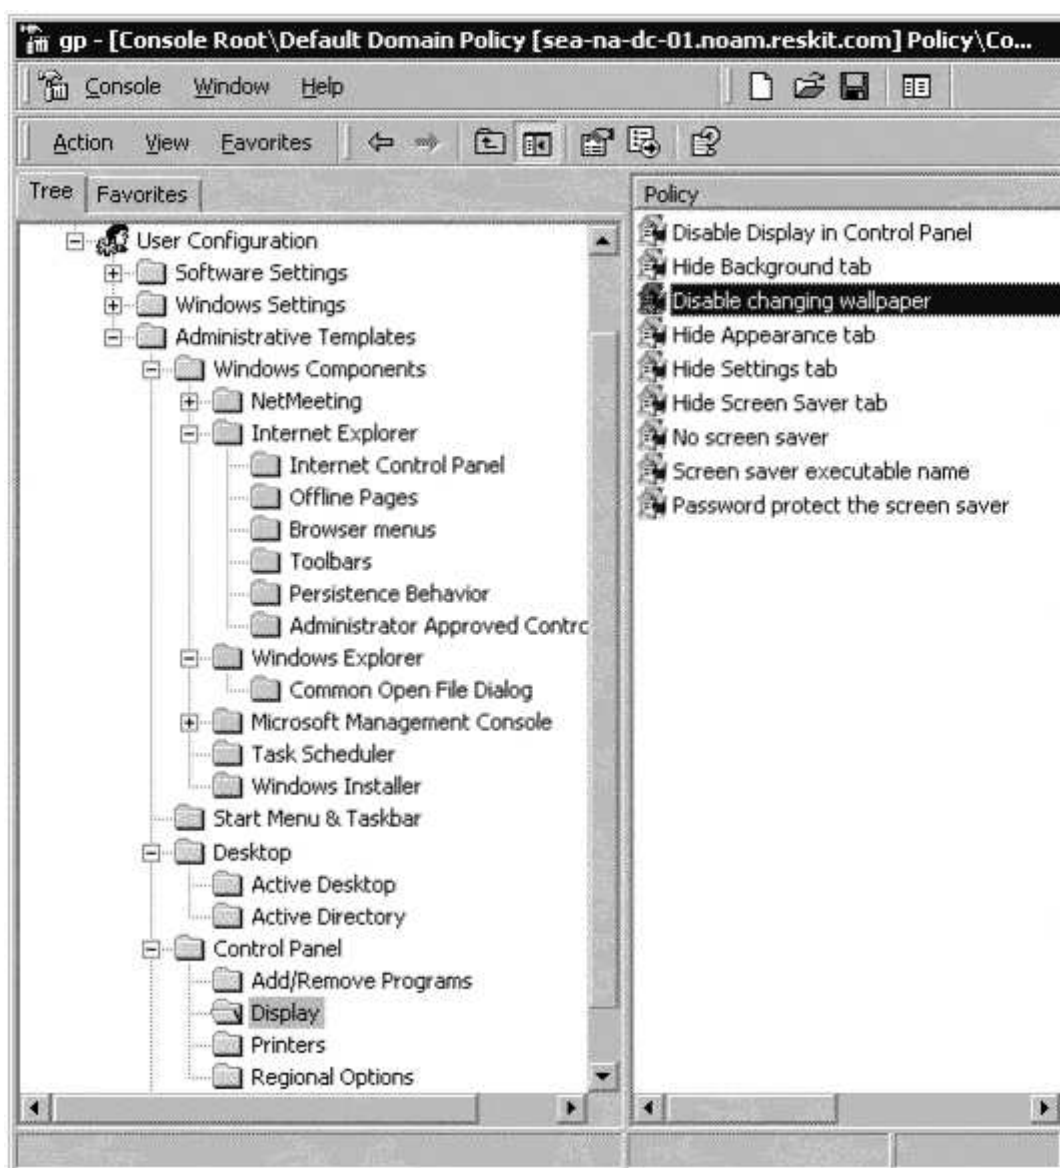 gp - [Console Root\Default Domain Policy [sea-na-dc-01.noam.reskit.com] Policy\Co...
Console Window Help
Action View Favorites
Tree Favorites
Policy
User Configuration
Software Settings
Windows Settings
Administrative Templates
Windows Components
NetMeeting
Internet Explorer
Internet Control Panel
Offline Pages
Browser menus
Toolbars
Persistence Behavior
Administrator Approved Contrc
Windows Explorer
Common Open File Dialog
Microsoft Management Console
Task Scheduler
Windows Installer
Start Menu & Taskbar
Desktop
Active Desktop
Active Directory
Control Panel
Add/Remove Programs
Display
Printers
Regional Options
Disable Display in Control Panel
Hide Background tab
Disable changing wallpaper
Hide Appearance tab
Hide Settings tab
Hide Screen Saver tab
No screen saver
Screen saver executable name
Password protect the screen saver